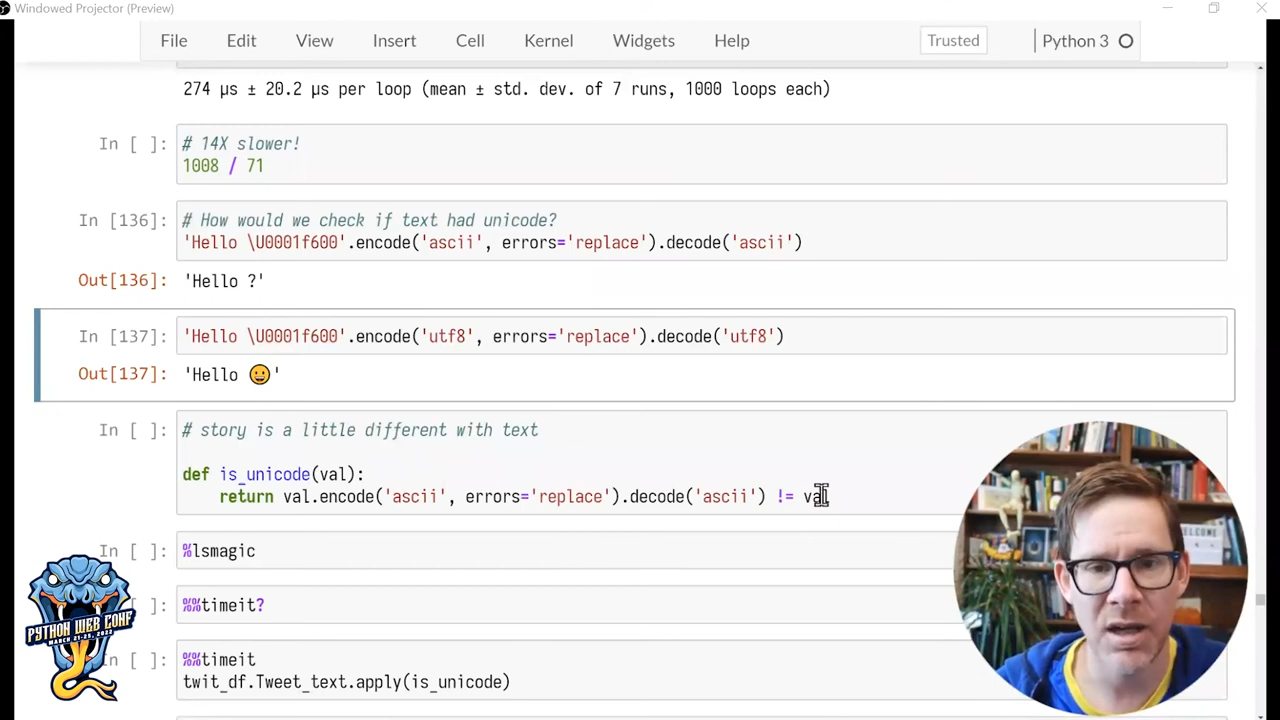 Windowed Projector (Preview)
File Edit View Insert Cell Kernel Widgets Help Trusted Python 3
274 µs ± 20.2 µs per loop (mean ± std. dev. of 7 runs, 1000 loops each)
In [ ]: # 14X slower!
1008 / 71
In [136]: # How would we check if text had unicode?
'Hello \U0001f600'.encode('ascii', errors='replace').decode('ascii')
Out[136]: 'Hello ?'
In [137]: 'Hello \U0001f600'.encode('utf8', errors='replace').decode('utf8')
Out[137]: 'Hello 😀'
In [ ]: # story is a little different with text
def is_unicode(val):
return val.encode('ascii', errors='replace').decode('ascii') != val
In [ ]: %lsmagic
]: %%timeit?
In [ ]: %%timeit
twit_df.Tweet_text.apply(is_unicode)
PYTHON WEB CONF
MARCH 21-25, 2022